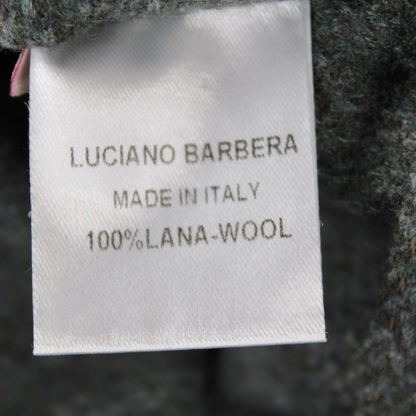 LUCIANO BARBERA
MADE IN ITALY
100%LANA-WOOL